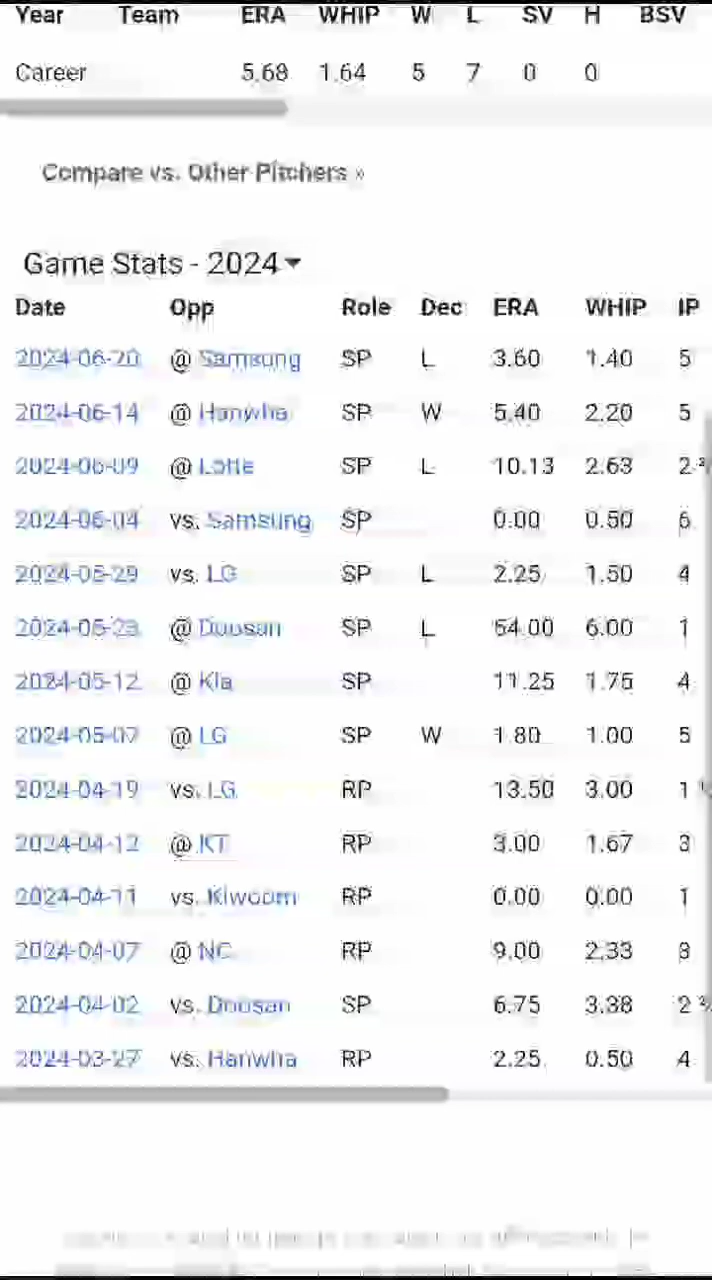 Year Team ERA WHIP W L SV H BSV
Career 5.68 1.64 5 7 0 0
Compare vs. Other Pitchers »
Game Stats - 2024
Date Opp Role Dec ERA WHIP IP
2024-06-20 @ Samsung SP L 3.60 1.40 5
2024-06-14 @ Hanwha SP W 5.40 2.20 5
2024-06-09 @ Lotte SP L 10.13 2.63 2
2024-06-04 vs. Samsung SP 0.00 0.50 6
2024-05-29 vs. LG SP L 2.25 1.50 4
2024-05-23 @ Doosan SP L 54.00 6.00 1
2024-05-12 @ Kia SP 11.25 1.75 4
2024-05-07 @ LG SP W 1.80 1.00 5
2024-04-19 vs. LG RP 13.50 3.00 1
2024-04-12 @ KT RP 3.00 1.67 3
2024-04-11 vs. Kiwoom RP 0.00 0.00 1
2024-04-07 @ NC RP 9.00 2.33 3
2024-04-02 vs. Doosan SP 6.75 3.38 2
2024-03-27 vs. Hanwha RP 2.25 0.50 4